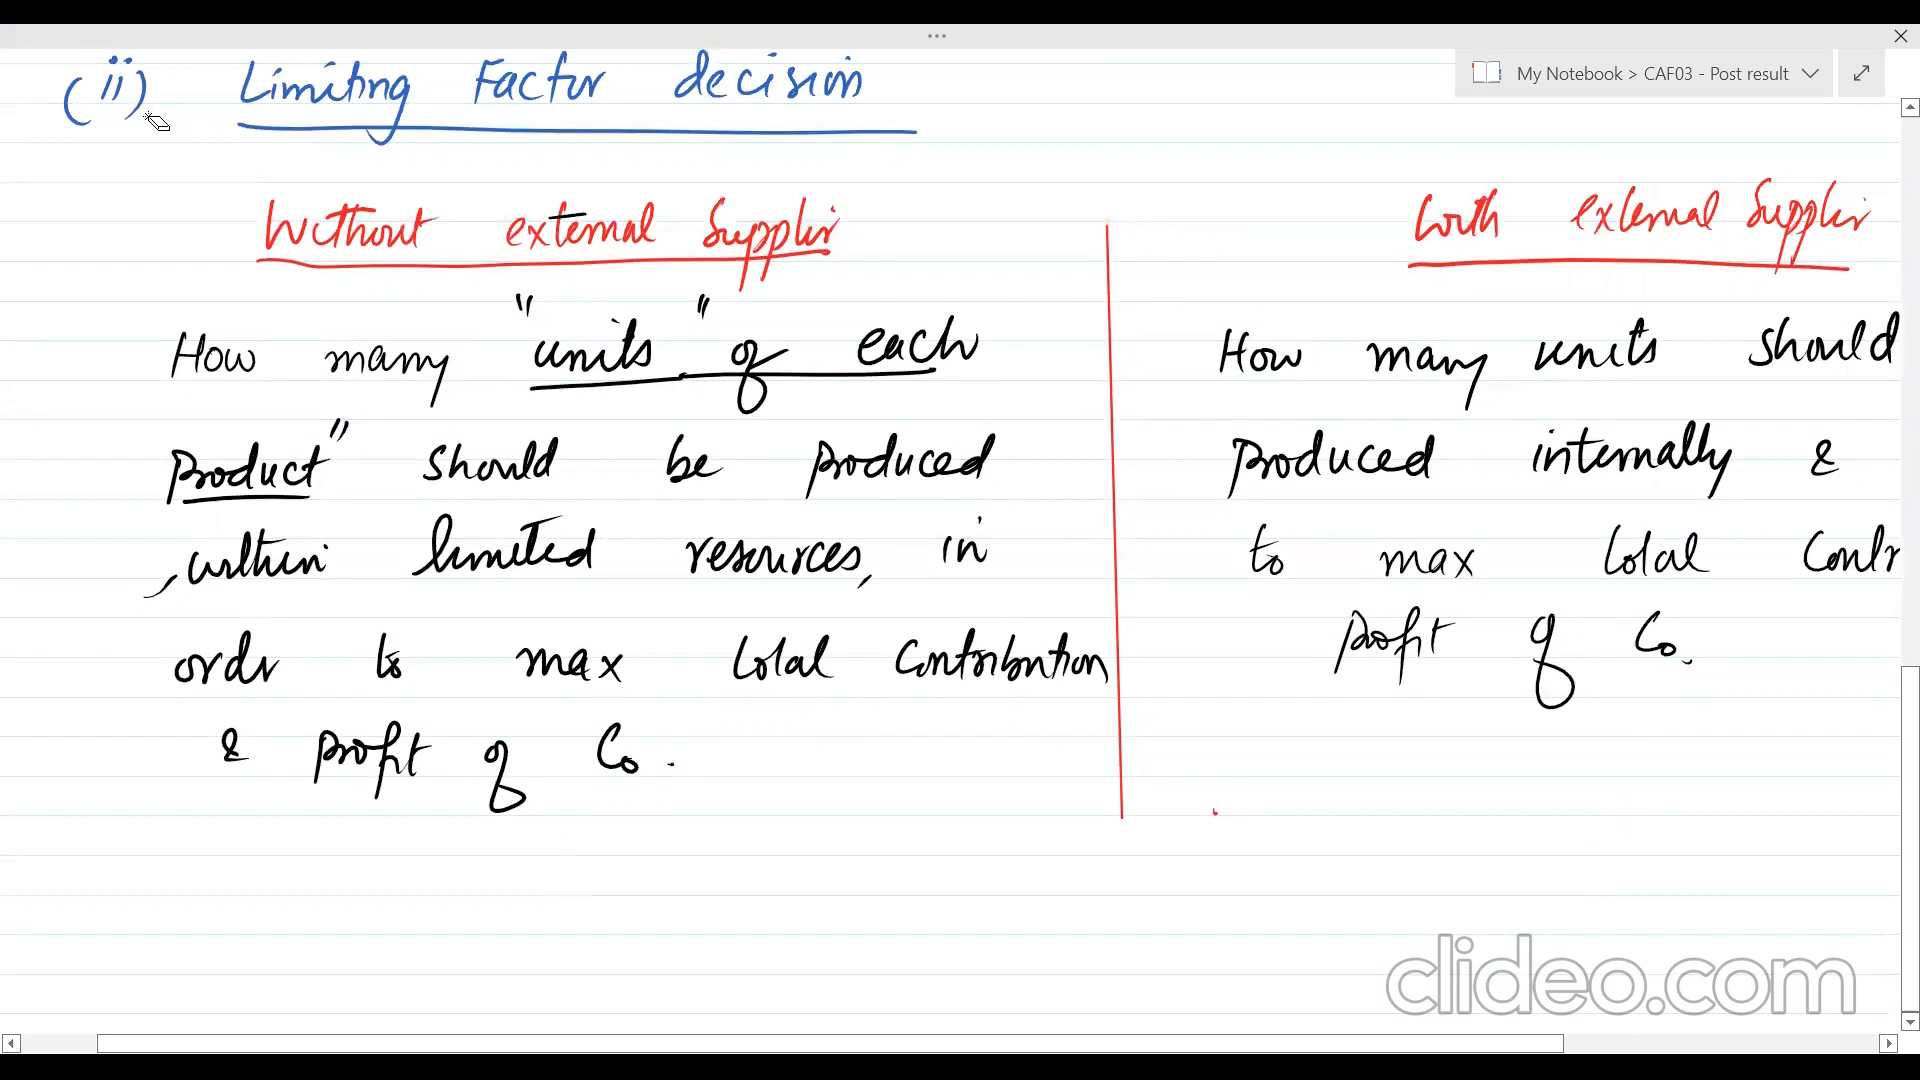 (ii) Limiting Factor decision
My Notebook > CAF03 - Post result
Without external Supplier
How many "units" of each
product" should be produced
, within limited resources, in
order to max total Contribution
& profit of Co.
With external Supplier
How many units should
produced internally &
to max total Contr
profit of Co.
clideo.com